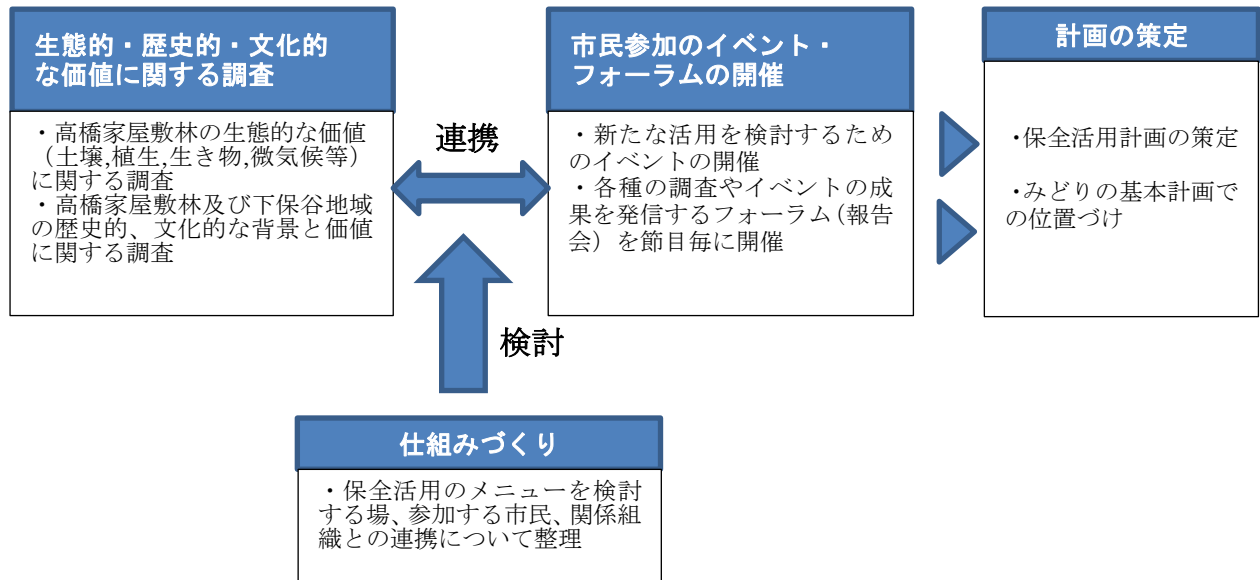 生態的・歴史的・文化的
な価値に関する調査
・高橋家屋敷林の生態的な価値
（土壌,植生,生き物,微気候等）
に関する調査
・高橋家屋敷林及び下保谷地域
の歴史的、文化的な背景と価値
に関する調査
連携
市民参加のイベント・
フォーラムの開催
・新たな活用を検討するため
のイベントの開催
・各種の調査やイベントの成
果を発信するフォーラム（報告
会）を節目毎に開催
計画の策定
・保全活用計画の策定
・みどりの基本計画で
の位置づけ
検討
仕組みづくり
・保全活用のメニューを検討
する場、参加する市民、関係組
織との連携について整理